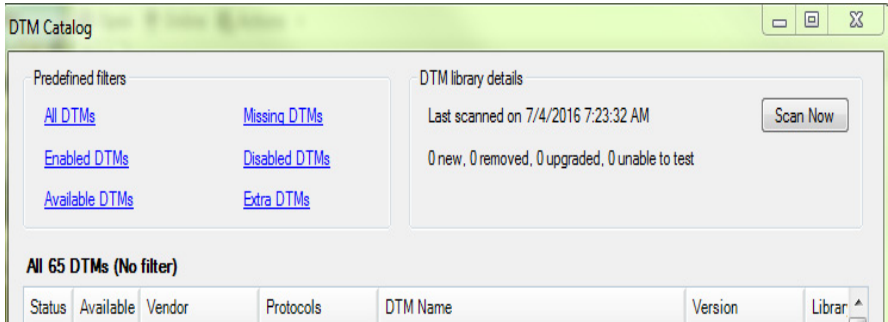 DTM Catalog
Predefined filters
All DTMs
Missing DTMs
Enabled DTMs
Disabled DTMs
Available DTMs
Extra DTMs
DTM library details
Last scanned on 7/4/2016 7:23:32 AM
Scan Now
0 new, 0 removed, 0 upgraded, 0 unable to test
All 65 DTMs (No filter)
Status Available Vendor Protocols DTM Name Version Librar